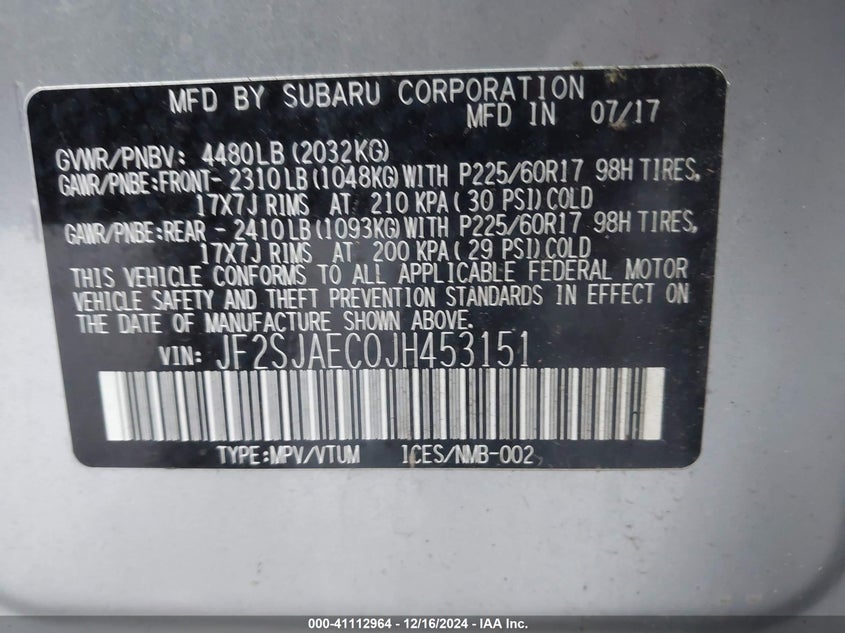 MFD BY SUBARU CORPORATION
MFD IN 07/17
GVWR/PNBV: 4480LB (2032KG)
GAWR/PNBE:FRONT- 2310LB(1048KG)WITH P225/60R17 98H TIRES,
17X7J RIMS AT 210 KPA( 30 PSI)COLD
GAWR/PNBE:REAR - 2410LB(1093KG)WITH P225/60R17 98H TIRES,
17X7J RIMS AT 200 KPA( 29 PSI)COLD
THIS VEHICLE CONFORMS TO ALL APPLICABLE FEDERAL MOTOR
VEHICLE SAFETY AND THEFT PREVENTION STANDARDS IN EFFECT ON
THE DATE OF MANUFACTURE SHOWN ABOVE.
VIN: JF2SJAEC0JH453151
TYPE:MPV/VTUM ICES/NMB-002
000-41112964 - 12/16/2024 - IAA Inc.